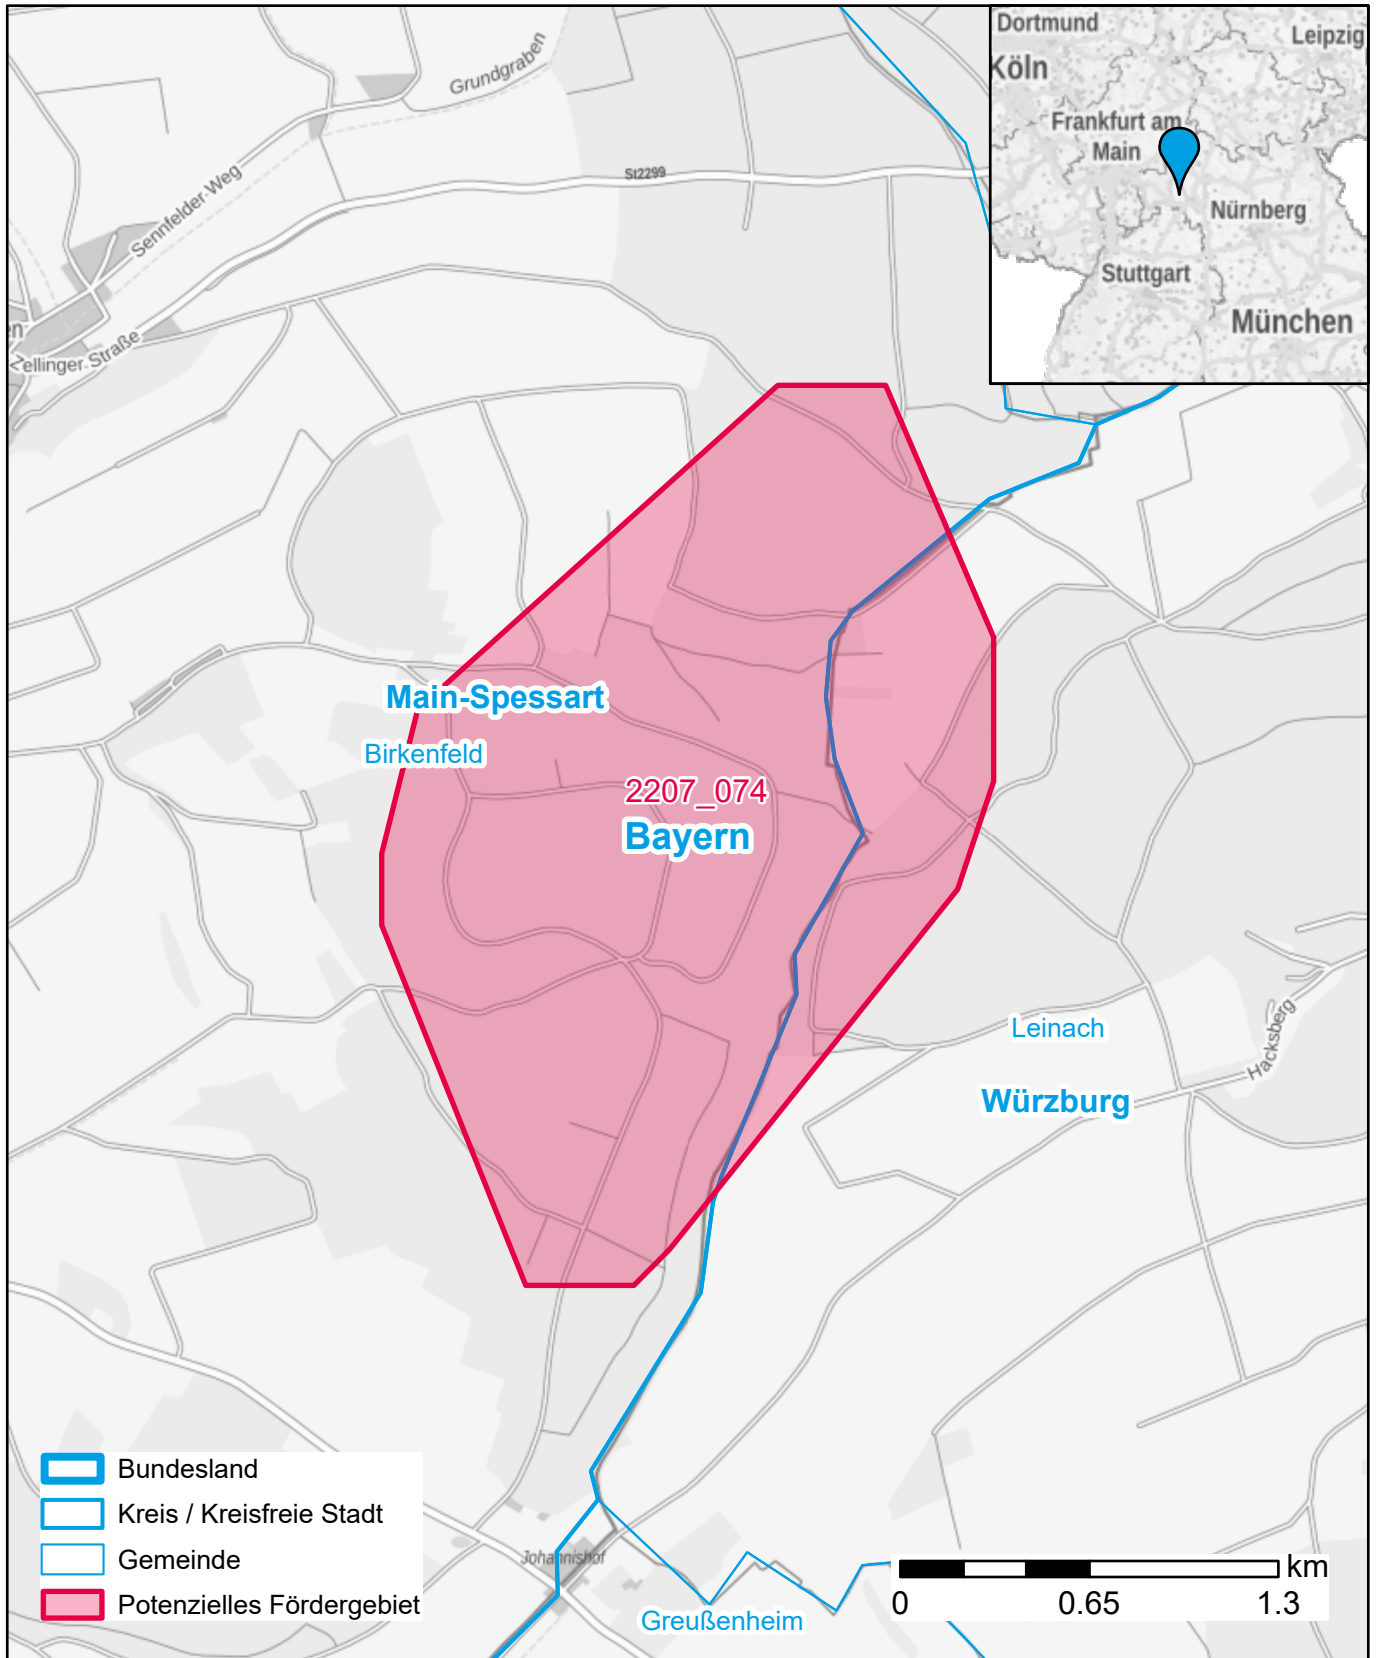 Dortmund
Leipzig
Köln
Frankfurt am
Main
Nürnberg
Stuttgart
München
Grundgraben
St2299
Sennfelder-Weg
en
Zellinger-Straße
Main-Spessart
Birkenfeld
2207_074
Bayern
Leinach
Hacksberg
Würzburg
Bundesland
Kreis / Kreisfreie Stadt
Gemeinde
Potenzielles Fördergebiet
Johannishof
Greußenheim
km
0 0.65 1.3